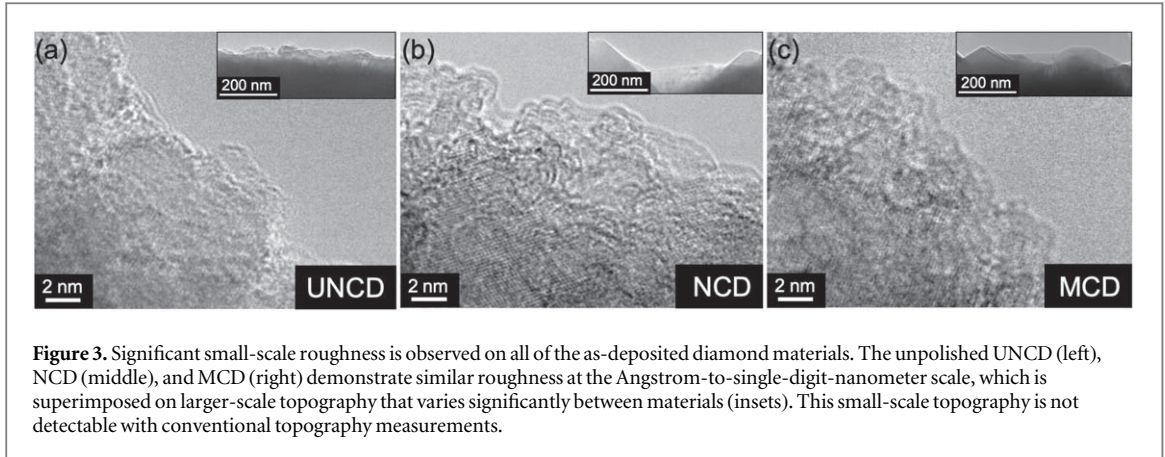 (a)
200 nm
2 nm
UNCD
(b)
200 nm
2 nm
NCD
(c)
200 nm
2 nm
MCD
Figure 3. Significant small-scale roughness is observed on all of the as-deposited diamond materials. The unpolished UNCD (left),
NCD (middle), and MCD (right) demonstrate similar roughness at the Angstrom-to-single-digit-nanometer scale, which is
superimposed on larger-scale topography that varies significantly between materials (insets). This small-scale topography is not
detectable with conventional topography measurements.